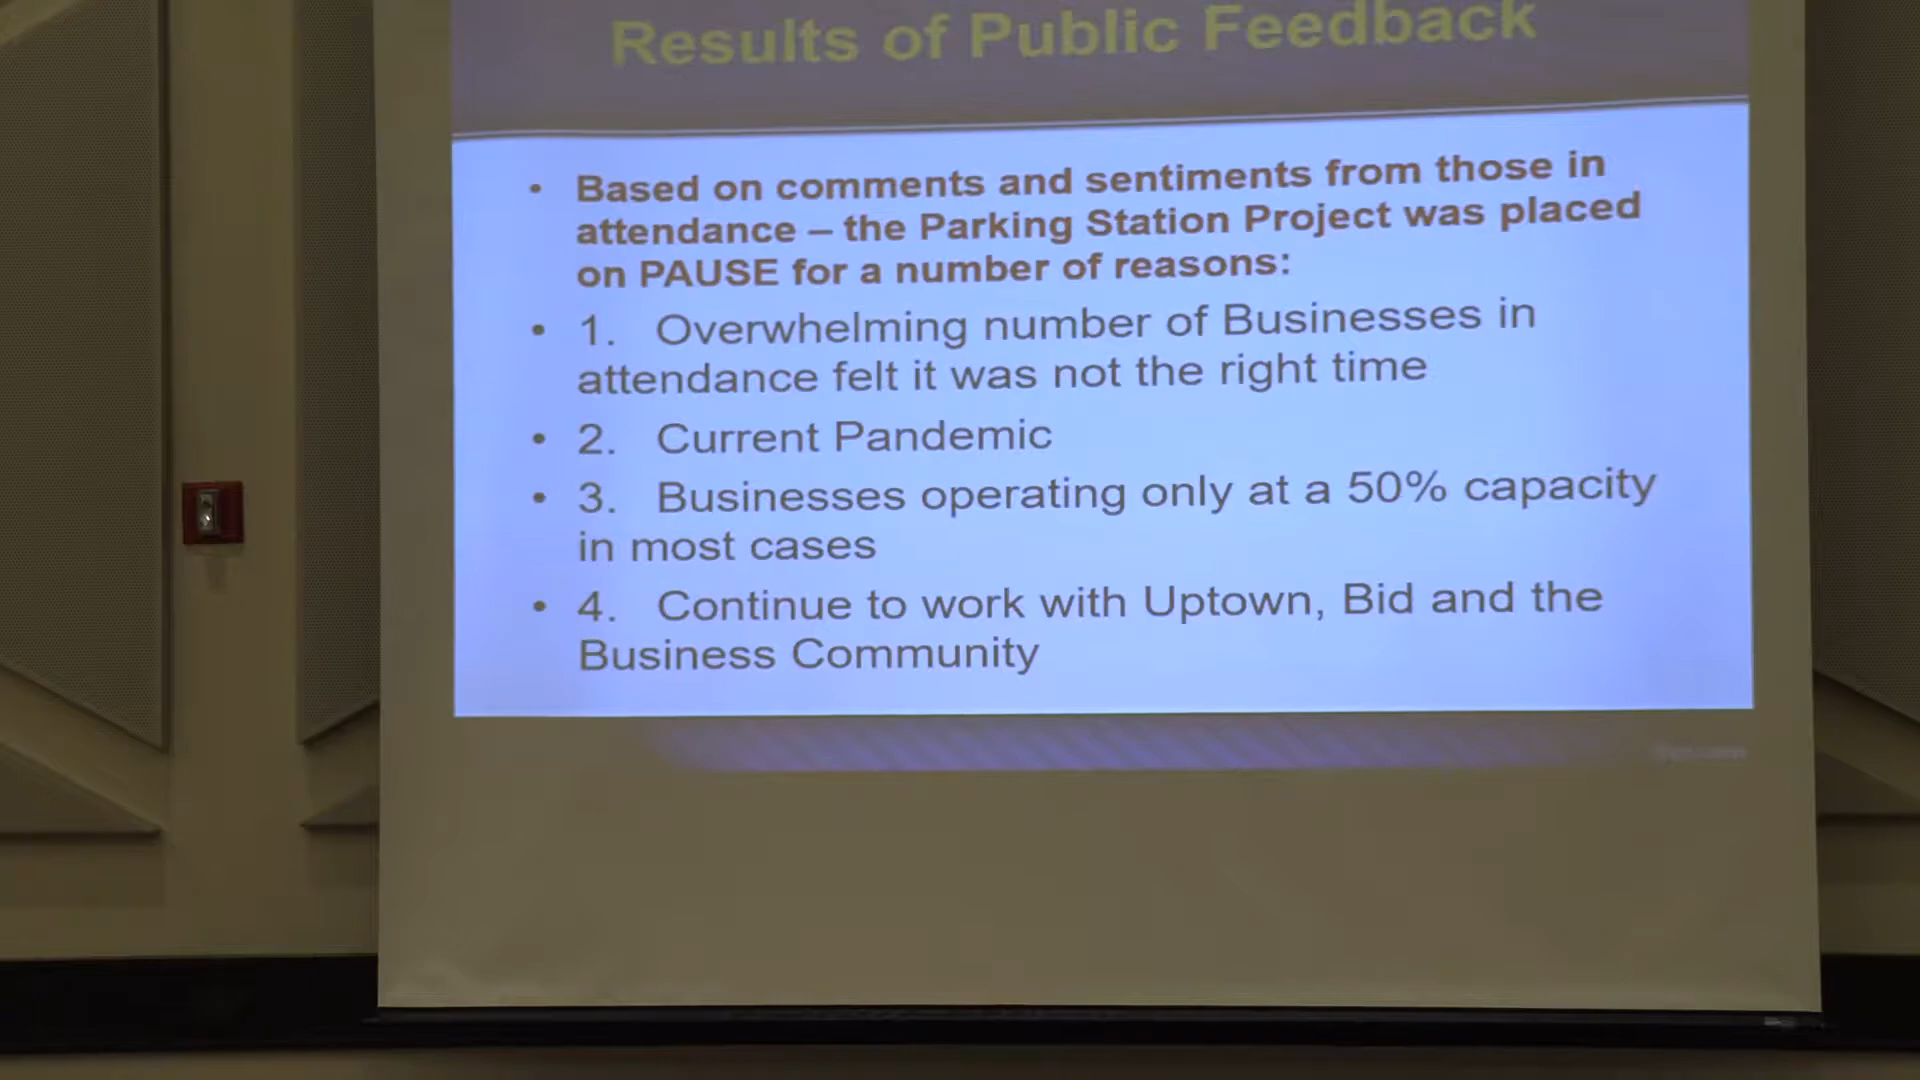 Results of Public Feedback
• Based on comments and sentiments from those in
attendance – the Parking Station Project was placed
on PAUSE for a number of reasons:
• 1. Overwhelming number of Businesses in
attendance felt it was not the right time
• 2. Current Pandemic
• 3. Businesses operating only at a 50% capacity
in most cases
• 4. Continue to work with Uptown, Bid and the
Business Community